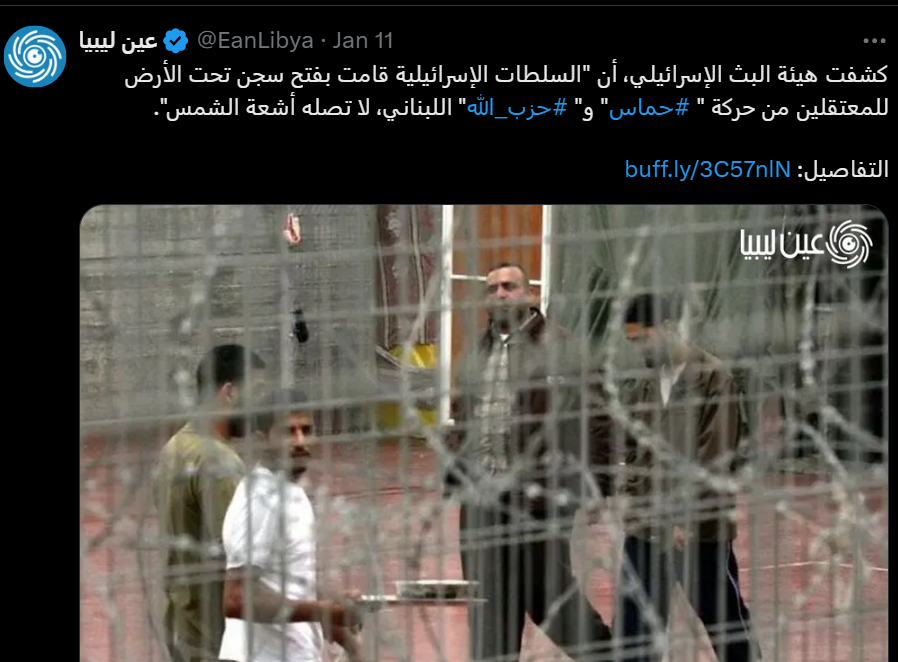 عين ليبيا @EanLibya · Jan 11
كشفت هيئة البث الإسرائيلي، أن "السلطات الإسرائيلية قامت بفتح سجن تحت الأرض
للمعتقلين من حركة " #حماس" و" #حزب_الله" اللبناني، لا تصله أشعة الشمس".
التفاصيل: buff.ly/3C57nlN
عين ليبيا